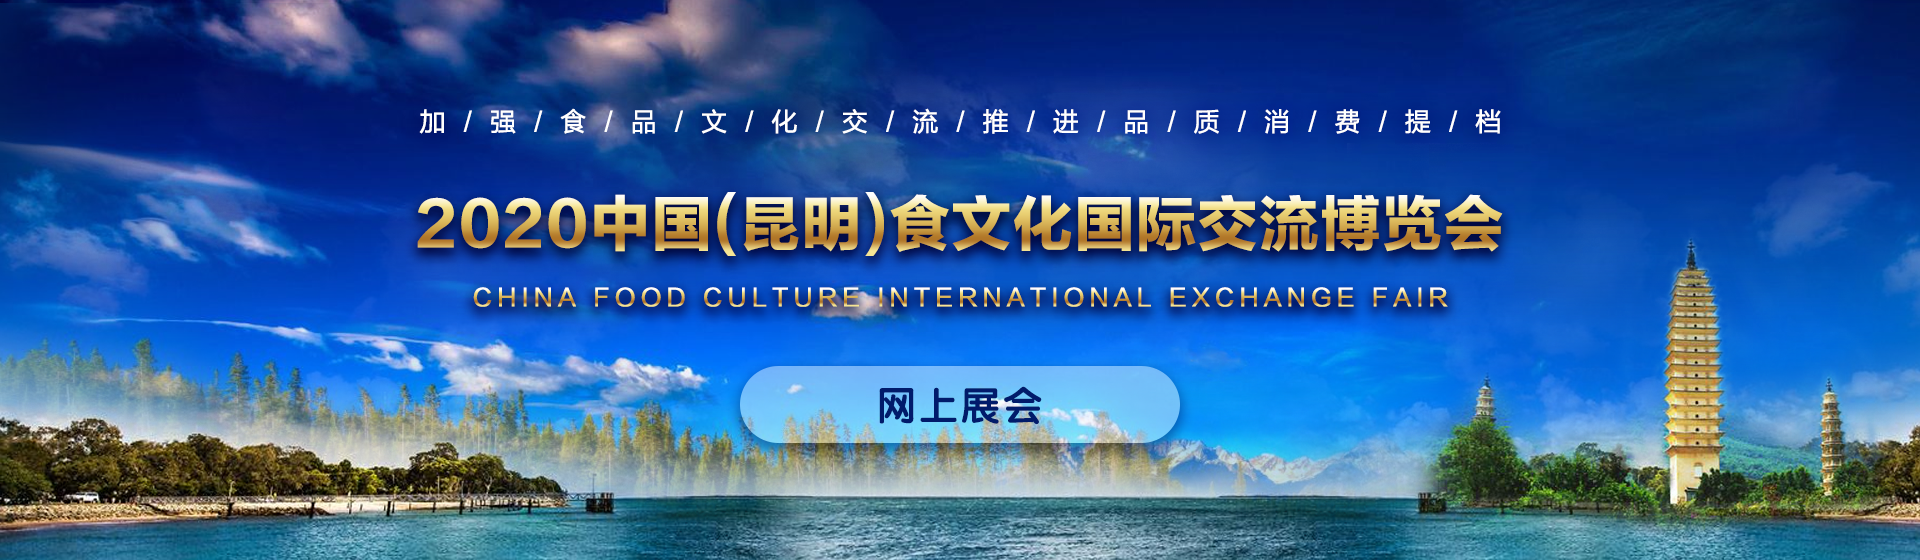 加/强/食/品/文/化/交/流/推/进/品/质/消/费/提/档
2020中国(昆明)食文化国际交流博览会
CHINA FOOD CULTURE INTERNATIONAL EXCHANGE FAIR
网上展会